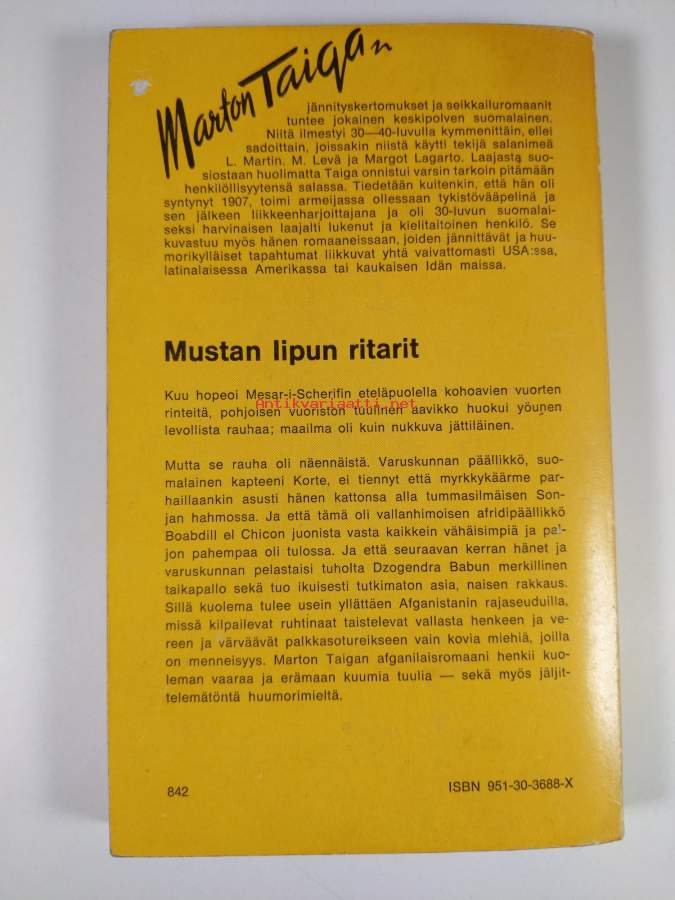 Marton Taigan
jännityskertomukset ja seikkailuromaanit
tuntee jokainen keskipolven suomalainen.
Niitä ilmestyi 30—40-luvulla kymmenittäin, ellei
sadoittain, joissakin niistä käytti tekijä salanimeä
L. Martin. M. Levä ja Margot Lagarto. Laajasta suo-
siostaan huolimatta Taiga onnistui varsin tarkoin pitämään
henkilöllisyytensä salassa. Tiedetään kuitenkin, että hän oli
syntynyt 1907, toimi armeijassa ollessaan tykistövääpelinä ja
sen jälkeen liikkeenharjoittajana ja oli 30-luvun suomalai-
seksi harvinaisen laajalti lukenut ja kielitaitoinen henkilö. Se
kuvastuu myös hänen romaaneissaan, joiden jännittävät ja huu-
morikylläiset tapahtumat liikkuvat yhtä vaivattomasti USA:ssa,
latinalaisessa Amerikassa tai kaukaisen Idän maissa.
Mustan lipun ritarit
Kuu hopeoi Mesar-i-Scherifin eteläpuolella kohoavien vuorten
Antikvariaatti.net
rinteitä, pohjoisen vuoriston tuulinen aavikko huokui yöunen
levollista rauhaa; maailma oli kuin nukkuva jättiläinen.
Mutta se rauha oli näennäistä. Varuskunnan päällikkö, suo-
malainen kapteeni Korte, ei tiennyt että myrkkykäärme par-
haillaankin asusti hänen kattonsa alla tummasilmäisen Son-
jan hahmossa. Ja että tämä oli vallanhimoisen afridipäällikkö
Boabdill el Chicon juonista vasta kaikkein vähäisimpiä ja pal-
jon pahempaa oli tulossa. Ja että seuraavan kerran hänet ja
varuskunnan pelastaisi tuholta Dzogendra Babun merkillinen
taikapallo sekä tuo ikuisesti tutkimaton asia, naisen rakkaus.
Sillä kuolema tulee usein yllättäen Afganistanin rajaseuduilla,
missä kilpailevat ruhtinaat taistelevat vallasta henkeen ja ve-
reen ja värväävät palkkasotureikseen vain kovia miehiä, joilla
on menneisyys. Marton Taigan afganilaisromaani henkii kuo-
leman vaaraa ja erämaan kuumia tuulia — sekä myös jäljit-
telemätöntä huumorimieltä.
842
ISBN 951-30-3688-X